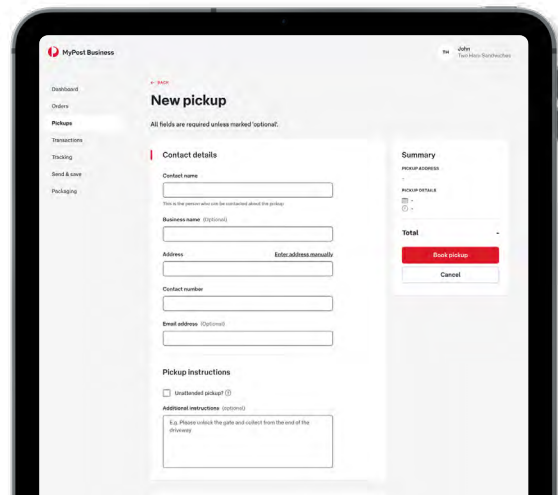 MyPost Business
TH
John
Two Hoos Sandwiches
Dashboard
Orders
Pickups
Transactions
Tracking
Send & save
Packaging
← BACK
New pickup
All fields are required unless marked 'optional'.
Contact details
Contact name
This is the person who can be contacted about the pickup
Business name (Optional)
Address Enter address manually
Contact number
Email address (Optional)
Pickup instructions
Unattended pickup? ?
Additional instructions (optional)
E.g. Please unlock the gate and collect from the end of the
driveway
Summary
PICKUP ADDRESS
-
PICKUP DETAILS
-
-
Total -
Book pickup
Cancel